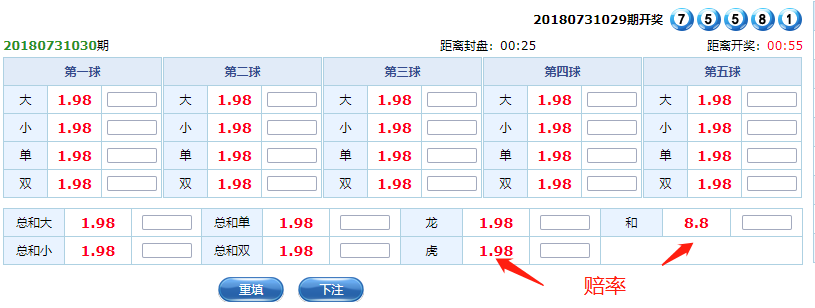 20180731029期开奖 7 5 5 8 1
20180731030期 距离封盘：00:25 距离开奖：00:55
第一球 第二球 第三球 第四球 第五球
大 1.98 大 1.98 大 1.98 大 1.98 大 1.98
小 1.98 小 1.98 小 1.98 小 1.98 小 1.98
单 1.98 单 1.98 单 1.98 单 1.98 单 1.98
双 1.98 双 1.98 双 1.98 双 1.98 双 1.98
总和大 1.98 总和单 1.98 龙 1.98 和 8.8
总和小 1.98 总和双 1.98 虎 1.98
重填 下注 赔率